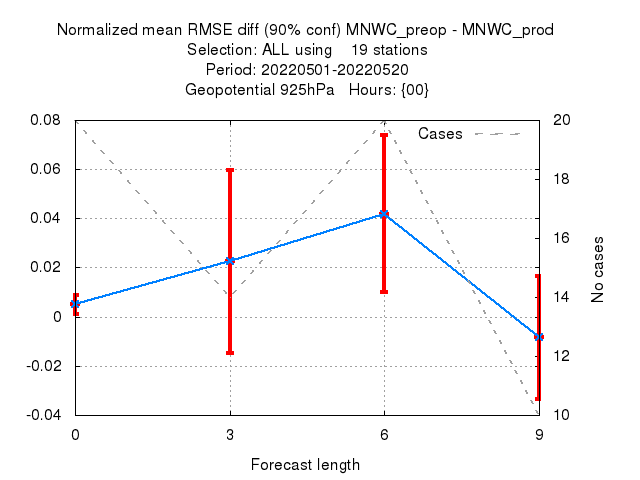 Normalized mean RMSE diff (90% conf) MNWC_preop - MNWC_prod
Selection: ALL using 19 stations
Period: 20220501-20220520
Geopotential 925hPa Hours: {00}
Cases
0.08
0.06
0.04
0.02
0
-0.02
-0.04
20
18
16
14
12
10
No cases
0 3 6 9
Forecast length